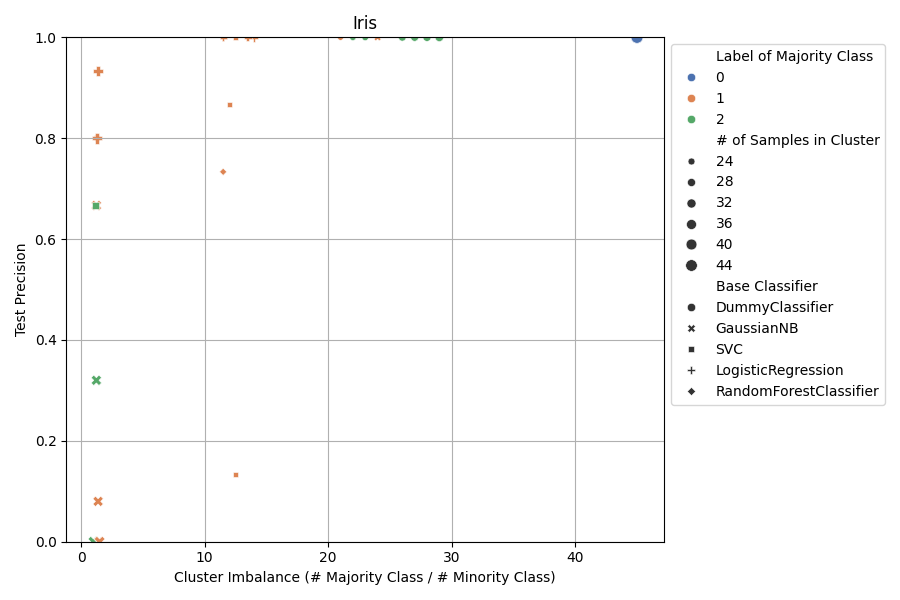 Iris
1.0
0.8
0.6
0.4
0.2
0.0
Test Precision
0 10 20 30 40
Cluster Imbalance (# Majority Class / # Minority Class)
Label of Majority Class
0
1
2
# of Samples in Cluster
24
28
32
36
40
44
Base Classifier
DummyClassifier
GaussianNB
SVC
LogisticRegression
RandomForestClassifier